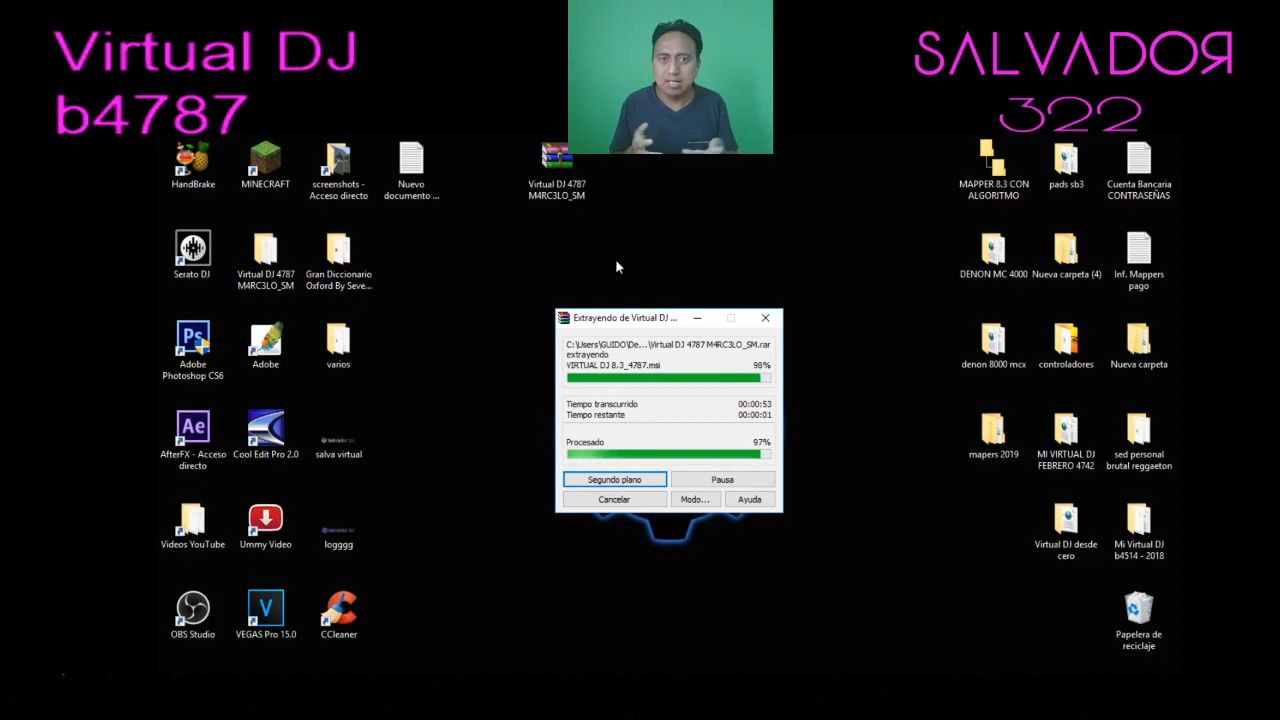 Virtual DJ
b4787
SALVADOR
322
HandBrake
MINECRAFT
screenshots -
Acceso directo
Nuevo
documento ...
Virtual DJ 4787
M4RC3LO_SM
MAPPER 8.3 CON
ALGORITMO
pads sb3
Cuenta Bancaria
CONTRASEÑAS
Serato DJ
Virtual DJ 4787
M4RC3LO_SM
Gran Diccionario
Oxford By Seve...
DENON MC 4000
Nueva carpeta (4)
Inf. Mappers
pago
Extrayendo de Virtual DJ ...
C:\Users\GUIDO\De...\Virtual DJ 4787 M4RC3LO_SM.rar
extrayendo
VIRTUAL DJ 8.3_4787.msi 98%
Tiempo transcurrido 00:00:53
Tiempo restante 00:00:01
Procesado 97%
Segundo plano
Pausa
Cancelar
Modo...
Ayuda
Ps
Adobe
Photoshop CS6
Adobe
varios
denon 8000 mcx
controladores
Nueva carpeta
Ae
AfterFX - Acceso
directo
Cool Edit Pro 2.0
Salvador DJ
salva virtual
mapers 2019
MI VIRTUAL DJ
FEBRERO 4742
sed personal
brutal reggaeton
Videos YouTube
Ummy Video
Salvador DJ
logggg
Virtual DJ desde
cero
Mi Virtual DJ
b4514 - 2018
OBS Studio
V
VEGAS Pro 15.0
CCleaner
Papelera de
reciclaje